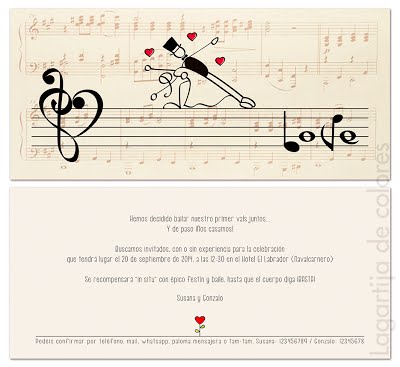 Love
Hemos decidido bailar nuestro primer vals juntos...
Y de paso ¡Nos casamos!
Buscamos invitados, con o sin experiencia para la celebración
que tendrá lugar el 20 de septiembre de 2014, a las 12:30 en el Hotel El Labrador (Navalcarnero)
Se recompensará "in situ" con épico festín y baile, hasta que el cuerpo diga ¡BASTA!
Susana y Gonzalo
Podéis confirmar por teléfono, mail, whatsapp, paloma mensajera o tam-tam. Susana: 123456789 / Gonzalo: 12345678
Lagartija de colores